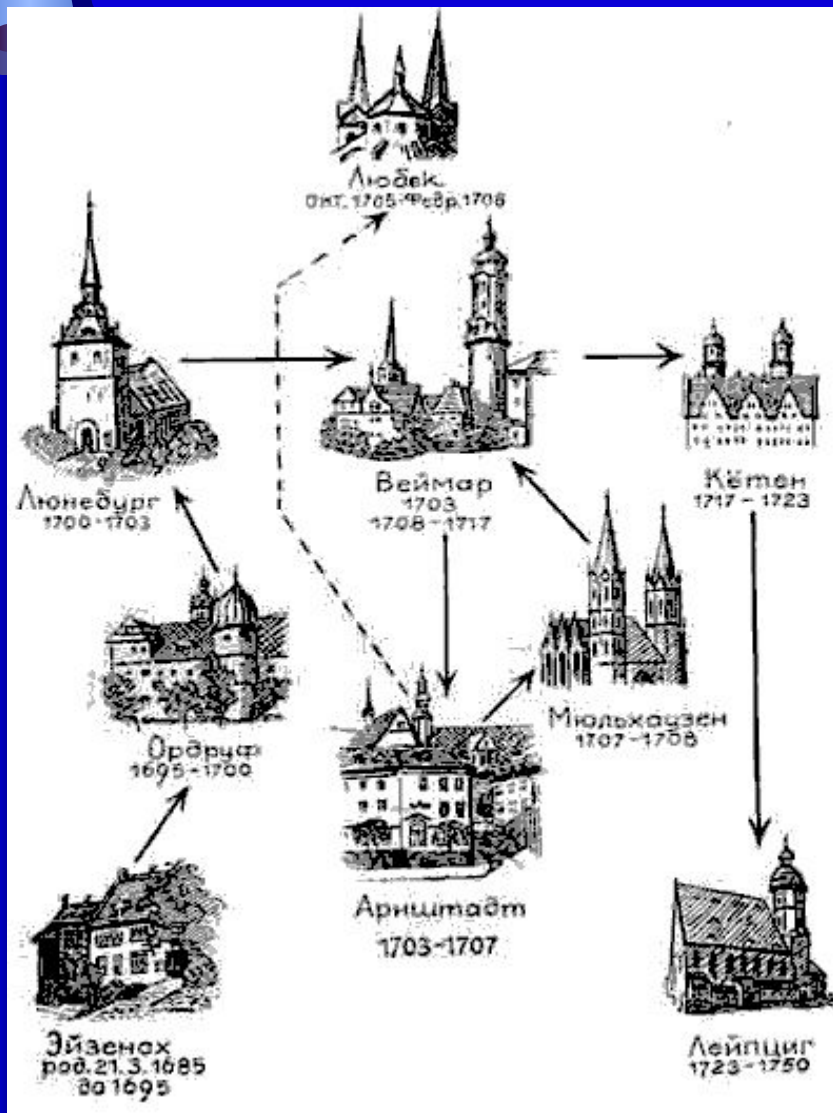 Любек
окт. 1705-февр. 1706
Люнебург
1700-1703
Веймар
1703
1708-1717
Кётен
1717-1723
Ордруф
1695-1700
Мюльхаузен
1707-1708
Арнштадт
1703-1707
Эйзенах
род. 21.3.1685
до 1695
Лейпциг
1723-1750